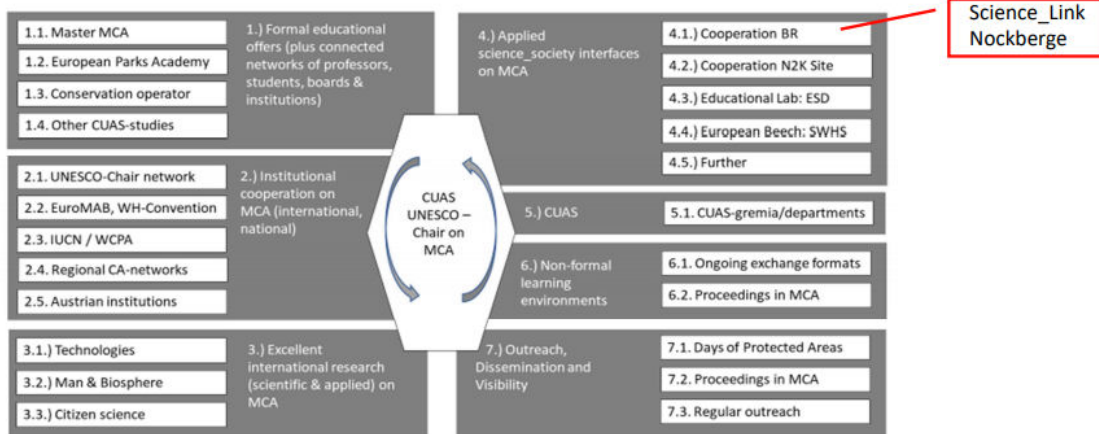 1.1. Master MCA
1.2. European Parks Academy
1.3. Conservation operator
1.4. Other CUAS-studies
1.) Formal educational
offers (plus connected
networks of professors,
students, boards &
institutions)
2.1. UNESCO-Chair network
2.2. EuroMAB, WH-Convention
2.3. IUCN / WCPA
2.4. Regional CA-networks
2.5. Austrian institutions
2.) Institutional
cooperation on
MCA (international,
national)
3.1.) Technologies
3.2.) Man & Biosphere
3.3.) Citizen science
3.) Excellent
international research
(scientific & applied) on
MCA
CUAS
UNESCO –
Chair on
MCA
4.) Applied
science_society interfaces
on MCA
4.1.) Cooperation BR
4.2.) Cooperation N2K Site
4.3.) Educational Lab: ESD
4.4.) European Beech: SWHS
4.5.) Further
Science_Link
Nockberge
5.) CUAS
5.1. CUAS-gremia/departments
6.) Non-formal
learning
environments
6.1. Ongoing exchange formats
6.2. Proceedings in MCA
7.) Outreach,
Dissemination and
Visibility
7.1. Days of Protected Areas
7.2. Proceedings in MCA
7.3. Regular outreach